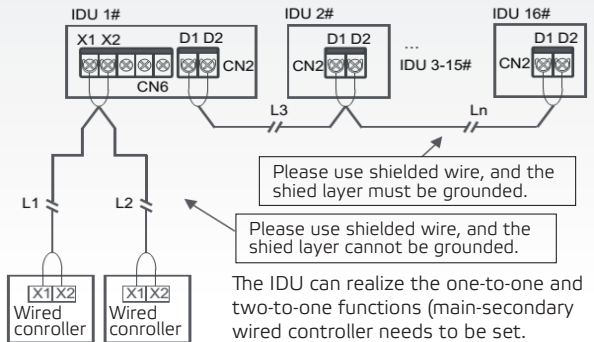 IDU 1#
IDU 2#
IDU 16#
X1 X2
D1 D2
D1 D2
D1 D2
CN2
CN2
...
IDU 3-15#
CN2
CN6
L3
Ln
Please use shielded wire, and the
shied layer must be grounded.
L1
L2
Please use shielded wire, and the
shied layer cannot be grounded.
X1 X2
Wired
conroller
X1 X2
Wired
conroller
The IDU can realize the one-to-one and
two-to-one functions (main-secondary
wired controller needs to be set.